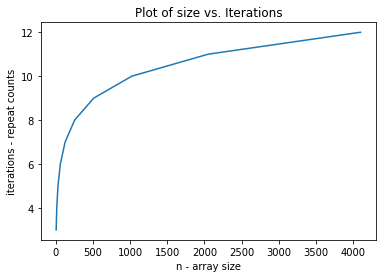 Plot of size vs. Iterations
12
10
8
6
4
iterations - repeat counts
0 500 1000 1500 2000 2500 3000 3500 4000
n - array size